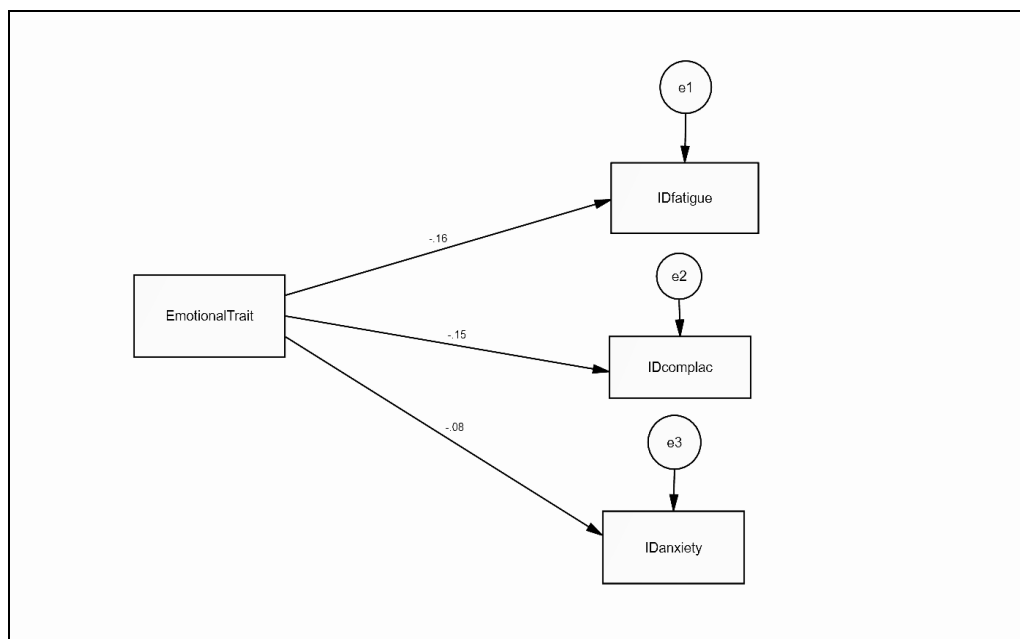 e1
IDfatigue
-.16
e2
EmotionalTrait
-.15
IDcomplac
-.08
e3
IDanxiety